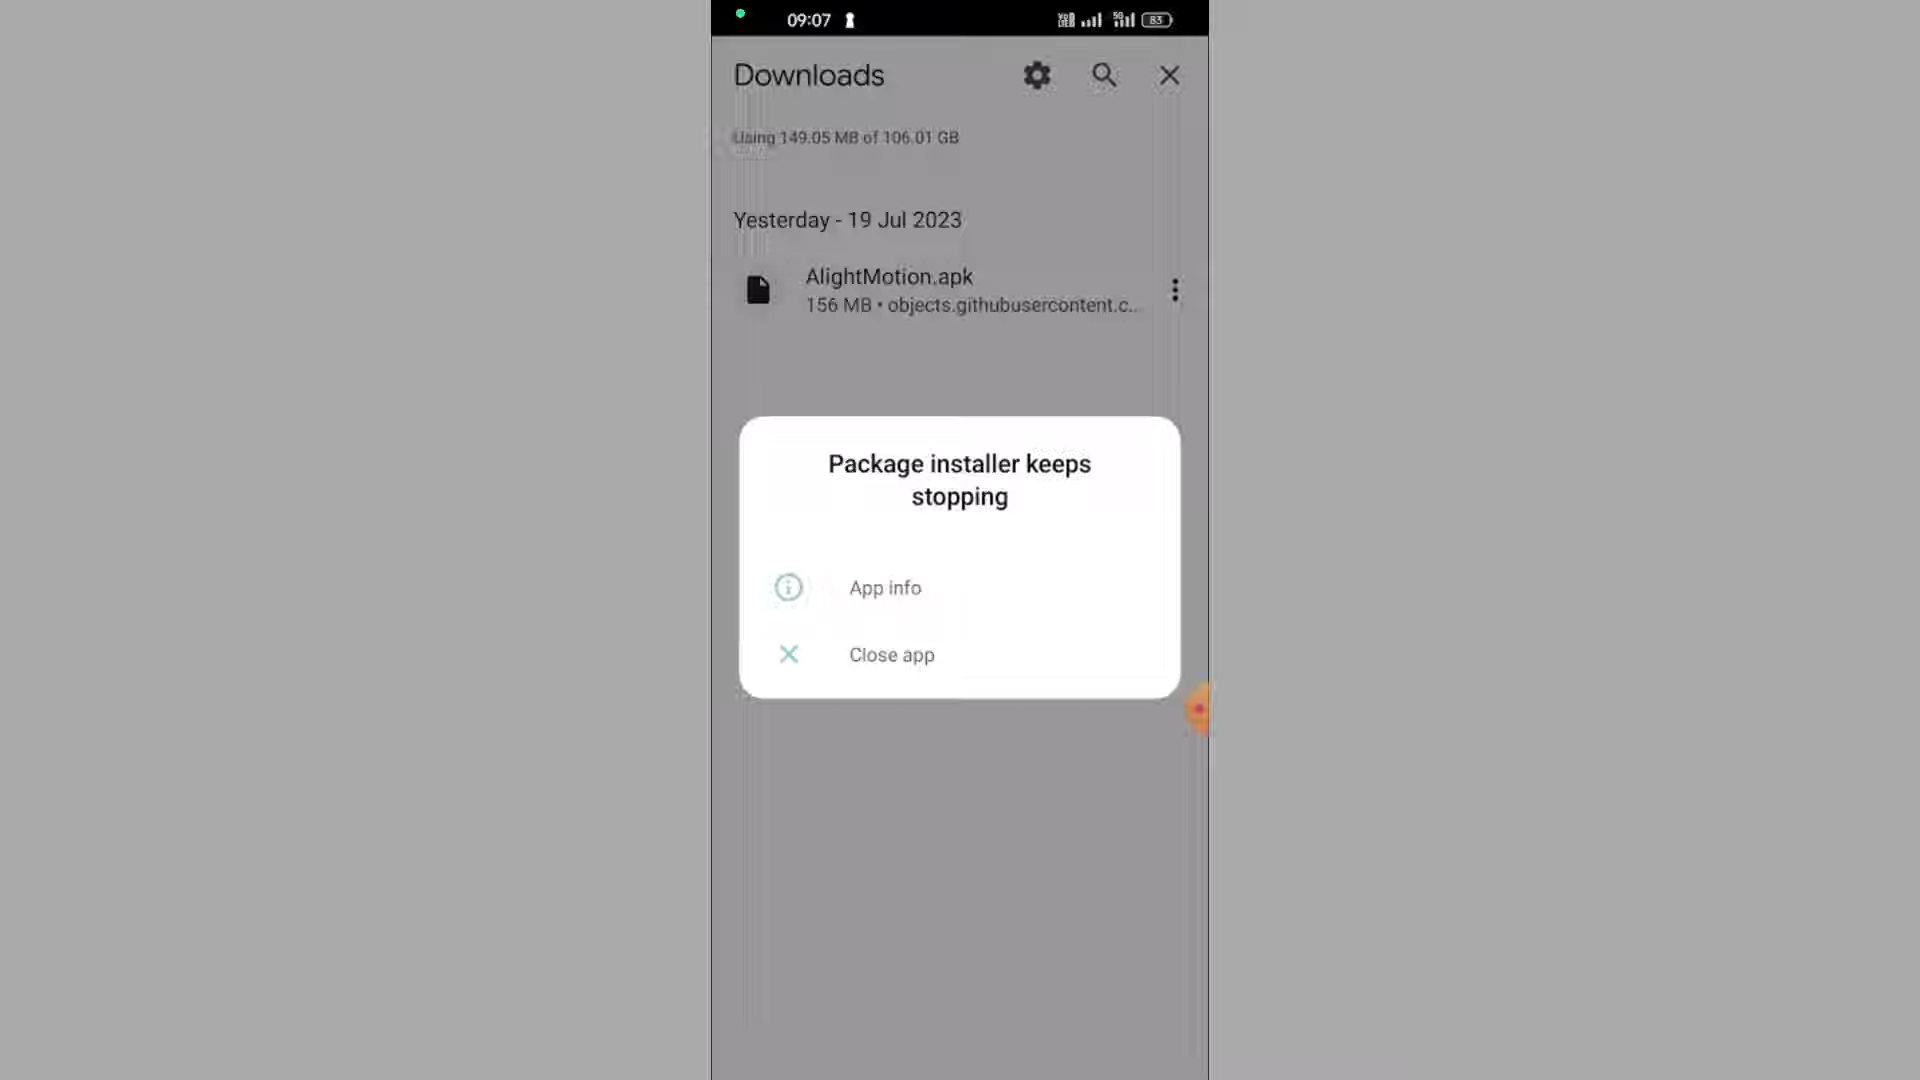 09:07
83
Downloads
Using 149.05 MB of 106.01 GB
Yesterday - 19 Jul 2023
AlightMotion.apk
156 MB • objects.githubusercontent.c...
Package installer keeps
stopping
App info
Close app